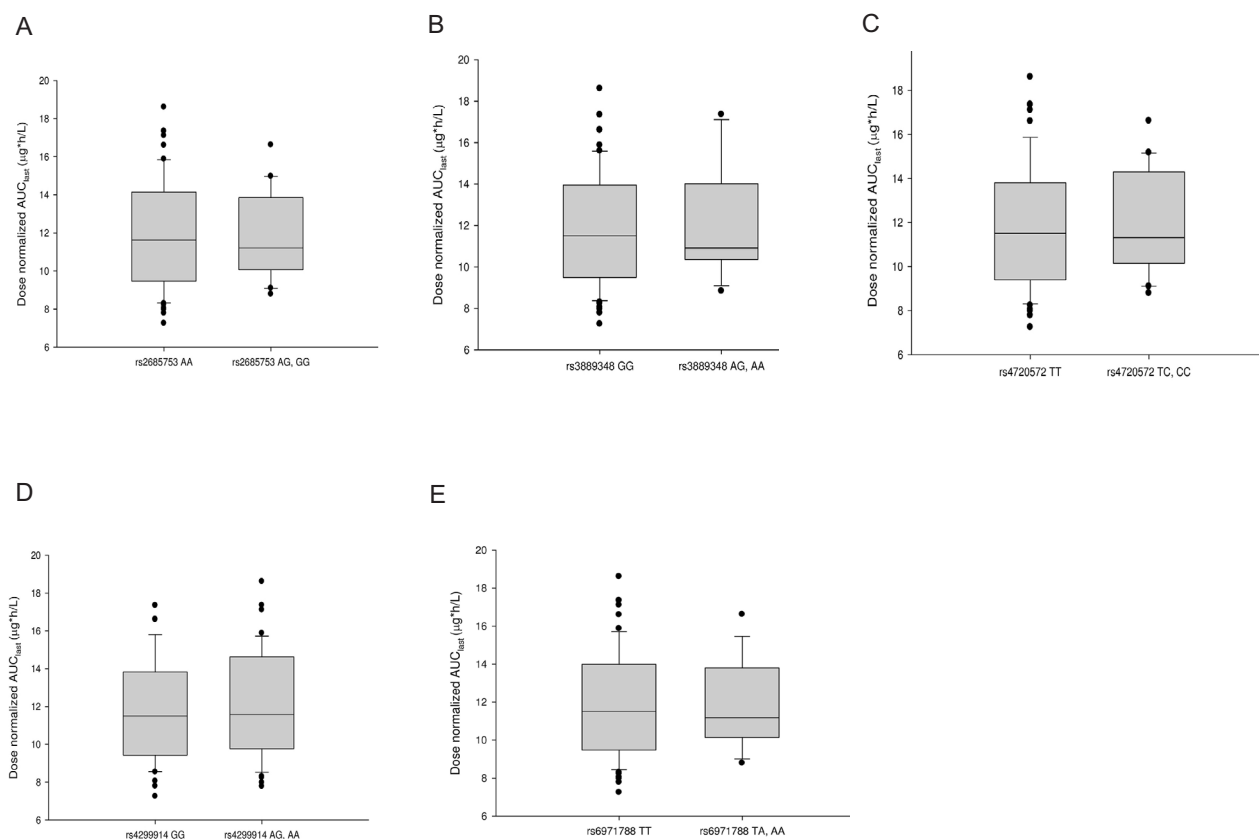 A
Dose normalized AUClast (µg*h/L)
20
18
16
14
12
10
8
6
rs2685753 AA
rs2685753 AG, GG
B
Dose normalized AUClast (µg*h/L)
20
18
16
14
12
10
8
6
rs3889348 GG
rs3889348 AG, AA
C
Dose normalized AUClast (µg*h/L)
18
16
14
12
10
8
6
rs4720572 TT
rs4720572 TC, CC
D
Dose normalized AUClast (µg*h/L)
20
18
16
14
12
10
8
6
rs4299914 GG
rs4299914 AG, AA
E
Dose normalized AUClast (µg*h/L)
20
18
16
14
12
10
8
6
rs6971788 TT
rs6971788 TA, AA